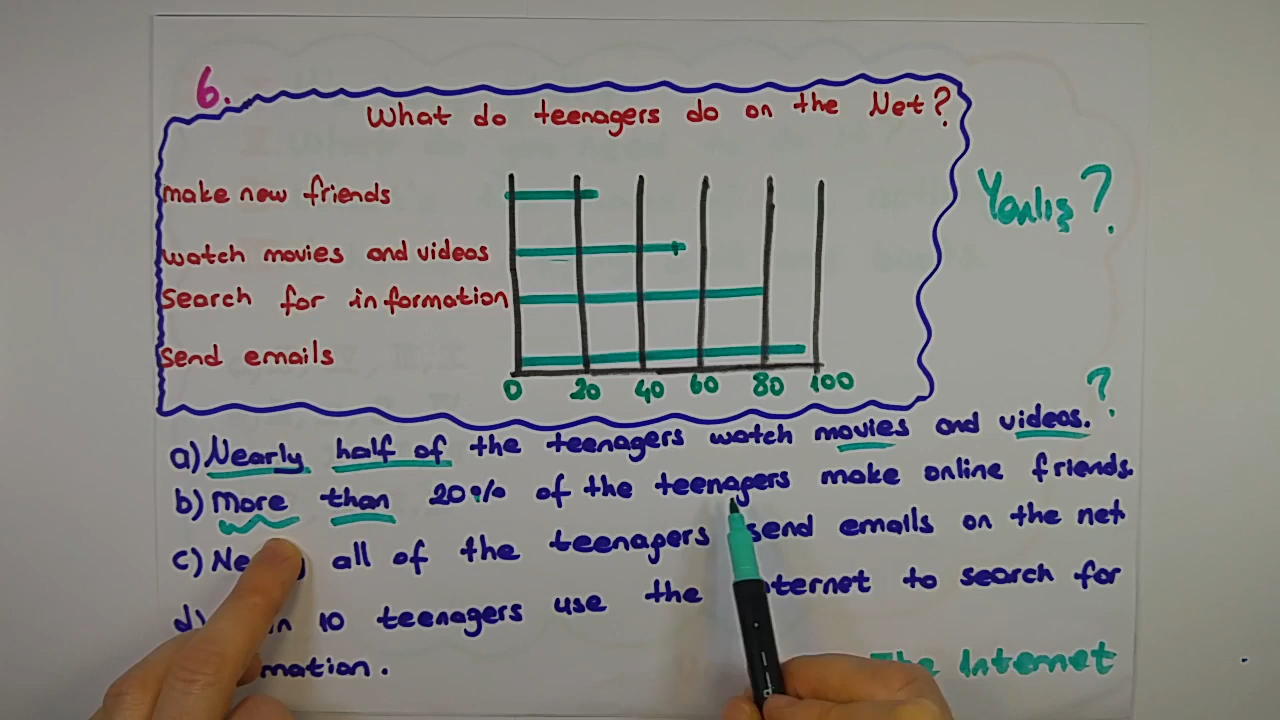 6.
What do teenagers do on the Net?
make new friends
watch movies and videos
search for information
send emails
0 20 40 60 80 100
Yanlış?
?
a) Nearly half of the teenagers watch movies and videos.
b) More than 20% of the teenagers make online friends.
c) all of the teenagers send emails on the net
d) in 10 teenagers use the to search for
The Internet